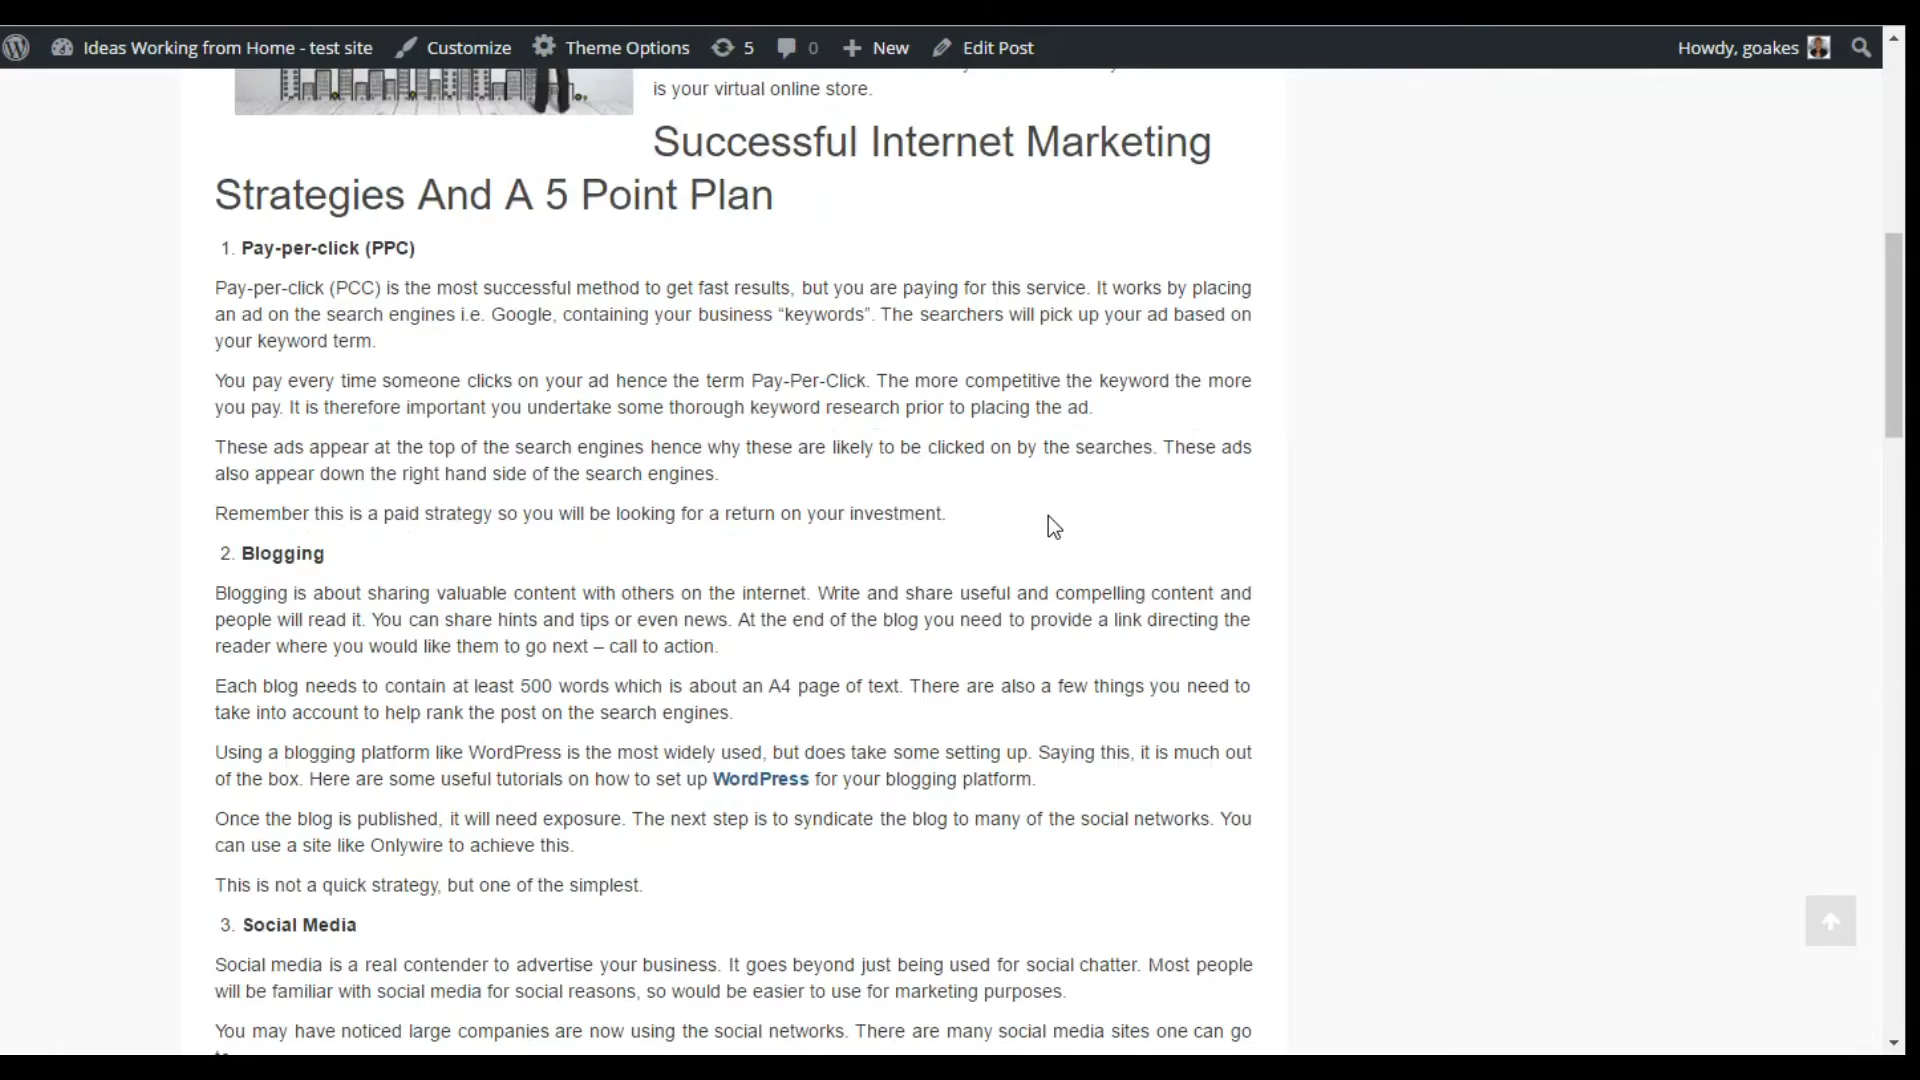 Ideas Working from Home - test site Customize Theme Options 5 0 New Edit Post Howdy, goakes
is your virtual online store.
Successful Internet Marketing
Strategies And A 5 Point Plan
1. Pay-per-click (PPC)
Pay-per-click (PCC) is the most successful method to get fast results, but you are paying for this service. It works by placing
an ad on the search engines i.e. Google, containing your business “keywords”. The searchers will pick up your ad based on
your keyword term.
You pay every time someone clicks on your ad hence the term Pay-Per-Click. The more competitive the keyword the more
you pay. It is therefore important you undertake some thorough keyword research prior to placing the ad.
These ads appear at the top of the search engines hence why these are likely to be clicked on by the searches. These ads
also appear down the right hand side of the search engines.
Remember this is a paid strategy so you will be looking for a return on your investment.
2. Blogging
Blogging is about sharing valuable content with others on the internet. Write and share useful and compelling content and
people will read it. You can share hints and tips or even news. At the end of the blog you need to provide a link directing the
reader where you would like them to go next – call to action.
Each blog needs to contain at least 500 words which is about an A4 page of text. There are also a few things you need to
take into account to help rank the post on the search engines.
Using a blogging platform like WordPress is the most widely used, but does take some setting up. Saying this, it is much out
of the box. Here are some useful tutorials on how to set up WordPress for your blogging platform.
Once the blog is published, it will need exposure. The next step is to syndicate the blog to many of the social networks. You
can use a site like Onlywire to achieve this.
This is not a quick strategy, but one of the simplest.
3. Social Media
Social media is a real contender to advertise your business. It goes beyond just being used for social chatter. Most people
will be familiar with social media for social reasons, so would be easier to use for marketing purposes.
You may have noticed large companies are now using the social networks. There are many social media sites one can go